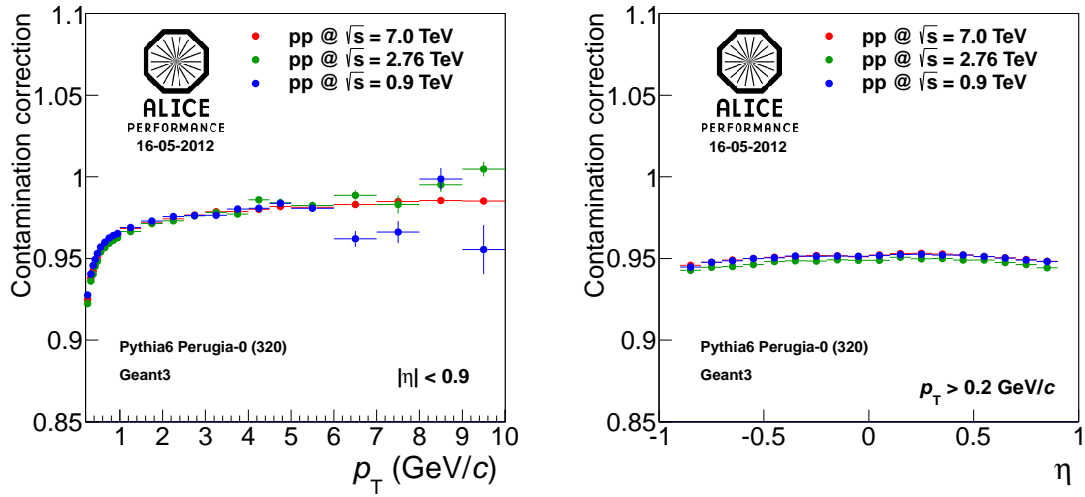 Contamination correction
1.1
1.05
1
0.95
0.9
0.85
pp @ √s = 7.0 TeV
pp @ √s = 2.76 TeV
pp @ √s = 0.9 TeV
ALICE
PERFORMANCE
16-05-2012
Pythia6 Perugia-0 (320)
Geant3
|η| < 0.9
1 2 3 4 5 6 7 8 9 10
p_T (GeV/c)
Contamination correction
1.1
1.05
1
0.95
0.9
0.85
pp @ √s = 7.0 TeV
pp @ √s = 2.76 TeV
pp @ √s = 0.9 TeV
ALICE
PERFORMANCE
16-05-2012
Pythia6 Perugia-0 (320)
Geant3
p_T > 0.2 GeV/c
-1 -0.5 0 0.5 1
η